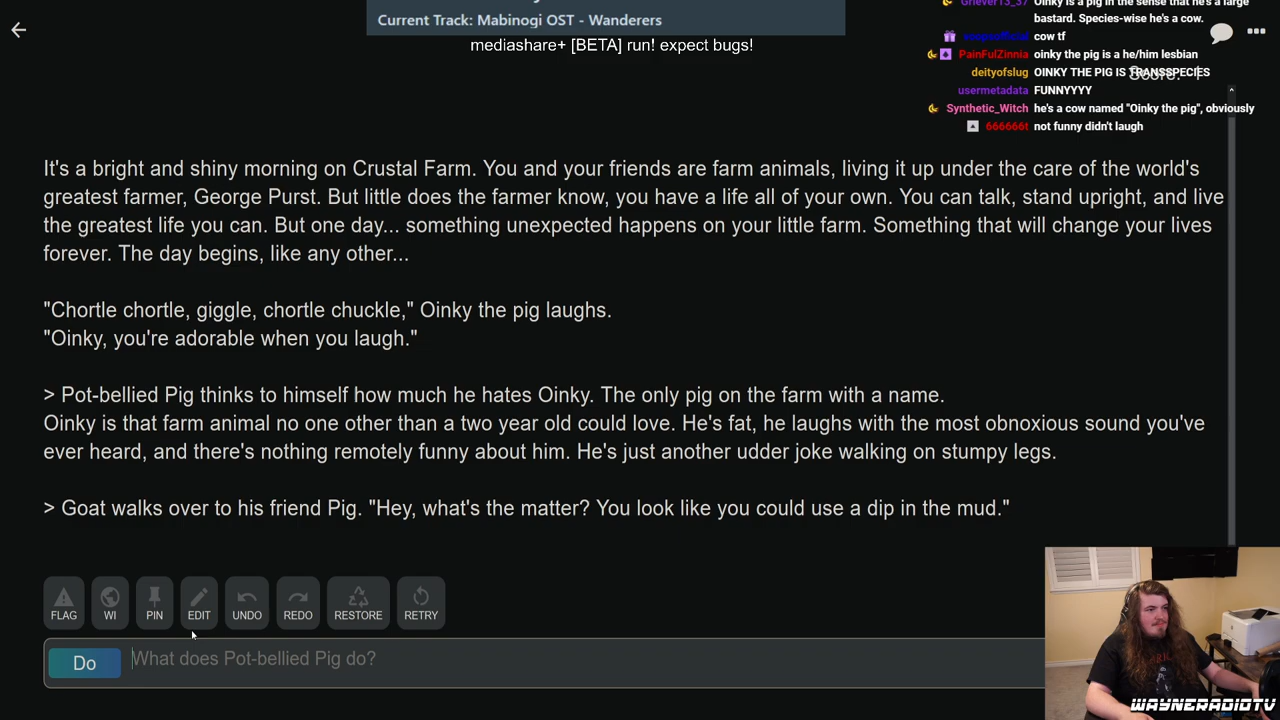 Current Track: Mabinogi OST - Wanderers
mediashare+ [BETA] run! expect bugs!
Griever13_37 Oinky is a pig in the sense that he's a large
bastard. Species-wise he's a cow.
cow tf
PainFulZinnia oinky the pig is a he/him lesbian
deityofslug OINKY THE PIG IS TRANSSPECIES
usermetadata FUNNYYYY
Synthetic_Witch he's a cow named "Oinky the pig", obviously
666666t not funny didn't laugh
It's a bright and shiny morning on Crustal Farm. You and your friends are farm animals, living it up under the care of the world's
greatest farmer, George Purst. But little does the farmer know, you have a life all of your own. You can talk, stand upright, and live
the greatest life you can. But one day... something unexpected happens on your little farm. Something that will change your lives
forever. The day begins, like any other...
"Chortle chortle, giggle, chortle chuckle," Oinky the pig laughs.
"Oinky, you're adorable when you laugh."
> Pot-bellied Pig thinks to himself how much he hates Oinky. The only pig on the farm with a name.
Oinky is that farm animal no one other than a two year old could love. He's fat, he laughs with the most obnoxious sound you've
ever heard, and there's nothing remotely funny about him. He's just another udder joke walking on stumpy legs.
> Goat walks over to his friend Pig. "Hey, what's the matter? You look like you could use a dip in the mud."
FLAG WI PIN EDIT UNDO REDO RESTORE RETRY
Do What does Pot-bellied Pig do?
WAYNERADIOTV